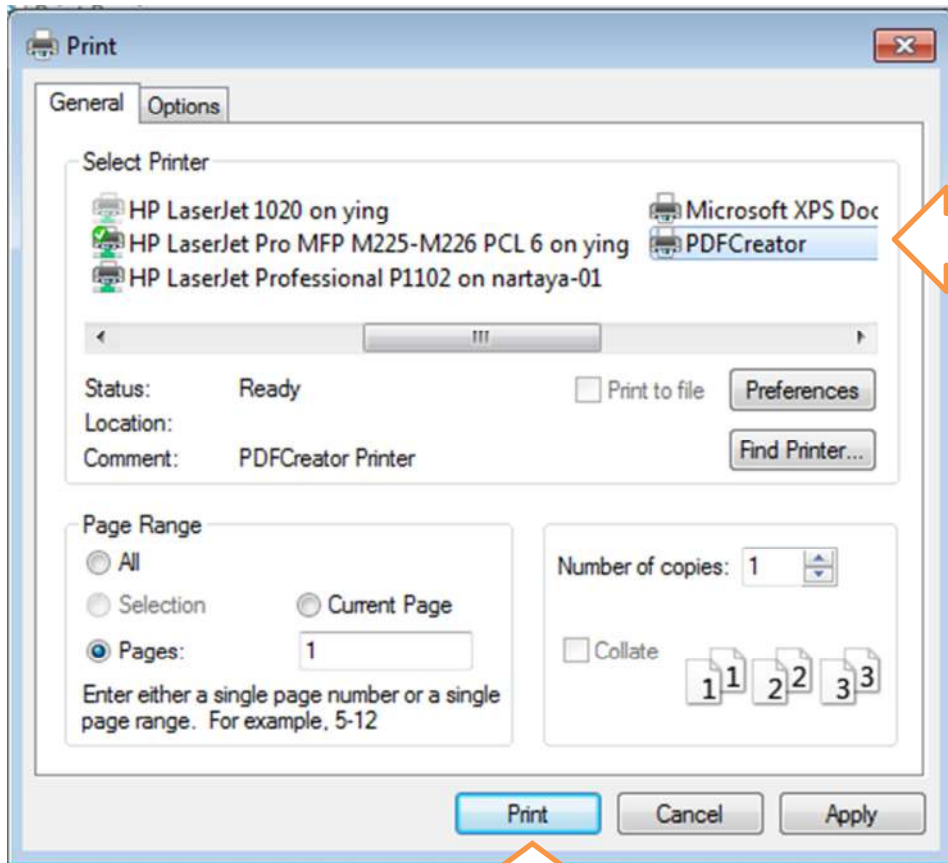 Print
General Options
Select Printer
HP LaserJet 1020 on ying
HP LaserJet Pro MFP M225-M226 PCL 6 on ying
HP LaserJet Professional P1102 on nartaya-01
Microsoft XPS Doc
PDFCreator
Status: Ready
Print to file
Preferences
Location:
Comment: PDFCreator Printer
Find Printer...
Page Range
All
Selection Current Page
Pages: 1
Enter either a single page number or a single
page range. For example, 5-12
Number of copies: 1
Collate
1 1 2 2 3 3
Print Cancel Apply